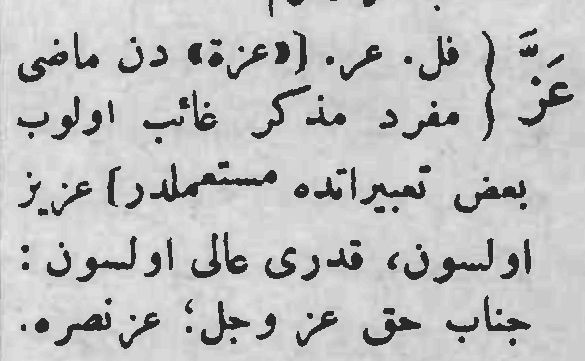 عَزَّ } فل. عر. [«عزة» دن ماضی
مفرد مذکر غائب اولوب
بعض تعبیراتده مستعملدر] عزیز
اولسون، قدری عالی اولسون :
جناب حق عز وجل؛ عز نصره.